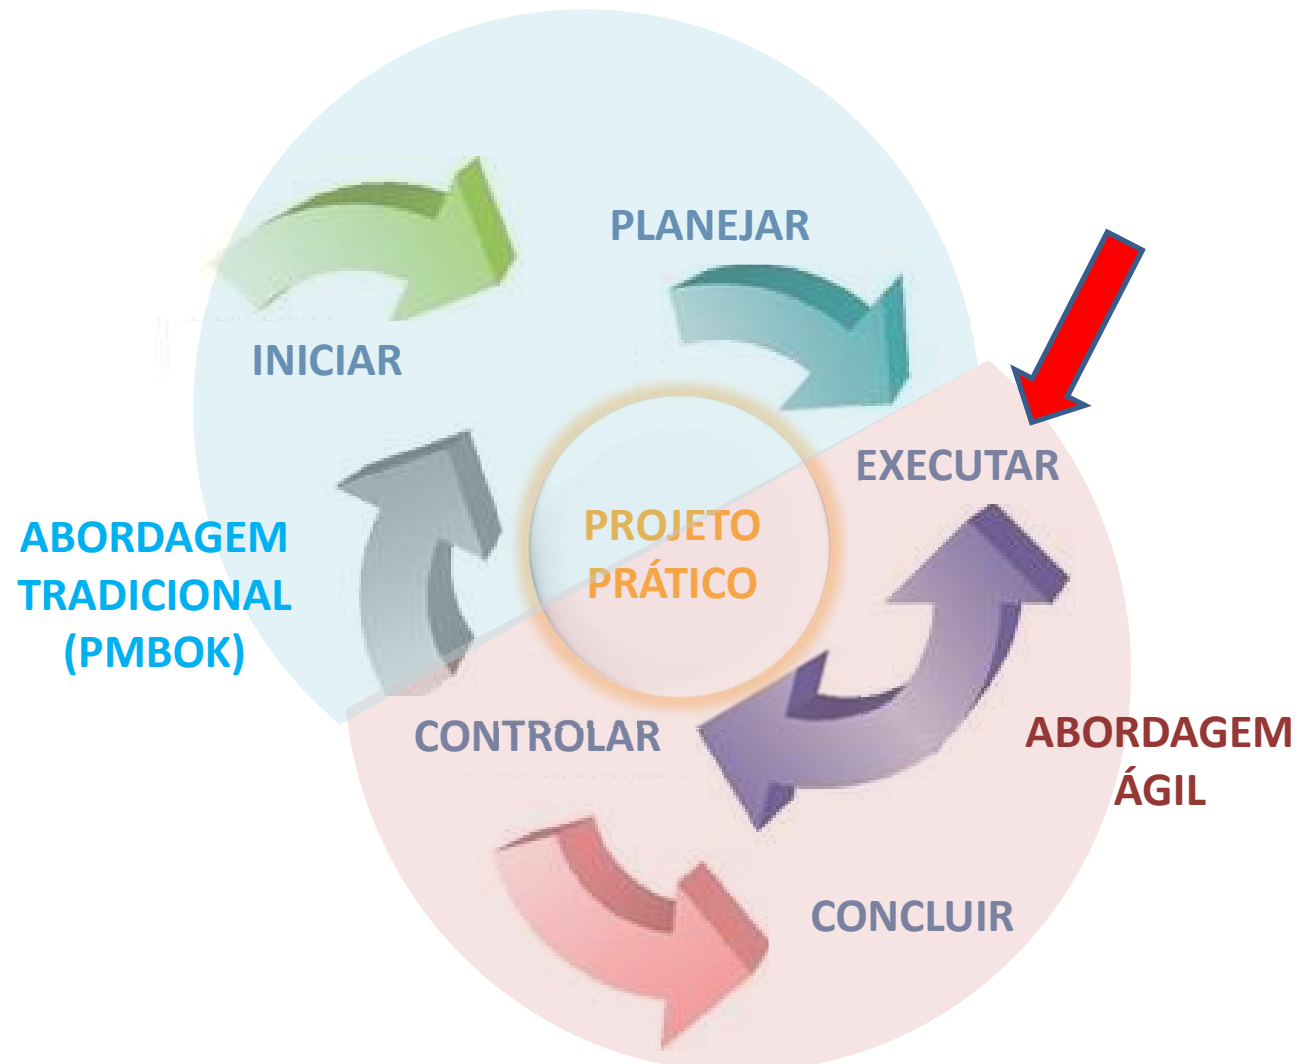 PLANEJAR
INICIAR
EXECUTAR
PROJETO
PRÁTICO
ABORDAGEM
TRADICIONAL
(PMBOK)
CONTROLAR
ABORDAGEM
ÁGIL
CONCLUIR